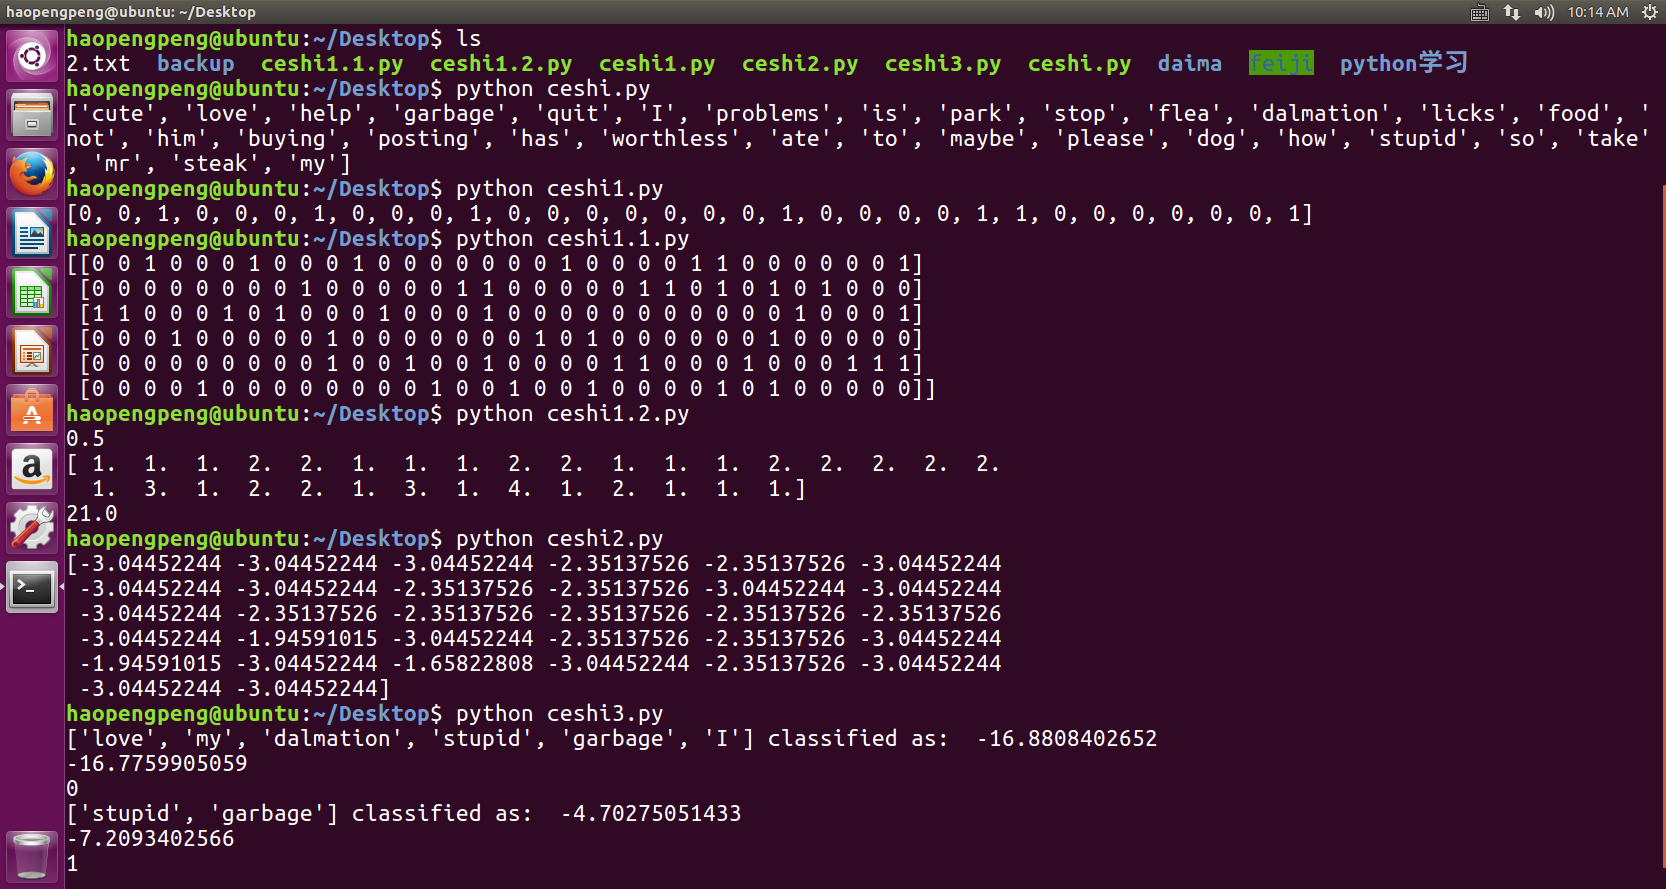 haopengpeng@ubuntu: ~/Desktop
10:14 AM
haopengpeng@ubuntu:~/Desktop$ ls
2.txt  backup  ceshi1.1.py  ceshi1.2.py  ceshi1.py  ceshi2.py  ceshi3.py  ceshi.py  daima  feiji  python学习
haopengpeng@ubuntu:~/Desktop$ python ceshi.py
['cute', 'love', 'help', 'garbage', 'quit', 'I', 'problems', 'is', 'park', 'stop', 'flea', 'dalmation', 'licks', 'food', '
not', 'him', 'buying', 'posting', 'has', 'worthless', 'ate', 'to', 'maybe', 'please', 'dog', 'how', 'stupid', 'so', 'take'
, 'mr', 'steak', 'my']
haopengpeng@ubuntu:~/Desktop$ python ceshi1.py
[0, 0, 1, 0, 0, 0, 1, 0, 0, 0, 1, 0, 0, 0, 0, 0, 0, 0, 1, 0, 0, 0, 0, 1, 1, 0, 0, 0, 0, 0, 0, 1]
haopengpeng@ubuntu:~/Desktop$ python ceshi1.1.py
[[0 0 1 0 0 0 1 0 0 0 1 0 0 0 0 0 0 0 1 0 0 0 0 1 1 0 0 0 0 0 0 1]
 [0 0 0 0 0 0 0 0 1 0 0 0 0 0 1 1 0 0 0 0 0 1 1 0 1 0 1 0 1 0 0 0]
 [1 1 0 0 0 1 0 1 0 0 0 1 0 0 0 1 0 0 0 0 0 0 0 0 0 0 0 1 0 0 0 1]
 [0 0 0 1 0 0 0 0 0 1 0 0 0 0 0 0 0 1 0 1 0 0 0 0 0 0 1 0 0 0 0 0]
 [0 0 0 0 0 0 0 0 0 1 0 0 1 0 0 1 0 0 0 0 1 1 0 0 0 1 0 0 0 1 1 1]
 [0 0 0 0 1 0 0 0 0 0 0 0 0 1 0 0 1 0 0 1 0 0 0 0 1 0 1 0 0 0 0 0]]
haopengpeng@ubuntu:~/Desktop$ python ceshi1.2.py
0.5
[ 1.  1.  1.  2.  2.  1.  1.  1.  2.  2.  1.  1.  1.  2.  2.  2.  2.  2.
  1.  3.  1.  2.  2.  1.  3.  1.  4.  1.  2.  1.  1.  1.]
21.0
haopengpeng@ubuntu:~/Desktop$ python ceshi2.py
[-3.04452244 -3.04452244 -3.04452244 -2.35137526 -2.35137526 -3.04452244
 -3.04452244 -3.04452244 -2.35137526 -2.35137526 -3.04452244 -3.04452244
 -3.04452244 -2.35137526 -2.35137526 -2.35137526 -2.35137526 -2.35137526
 -3.04452244 -1.94591015 -3.04452244 -2.35137526 -2.35137526 -3.04452244
 -1.94591015 -3.04452244 -1.65822808 -3.04452244 -2.35137526 -3.04452244
 -3.04452244 -3.04452244]
haopengpeng@ubuntu:~/Desktop$ python ceshi3.py
['love', 'my', 'dalmation', 'stupid', 'garbage', 'I'] classified as:  -16.8808402652
-16.7759905059
0
['stupid', 'garbage'] classified as:  -4.70275051433
-7.2093402566
1